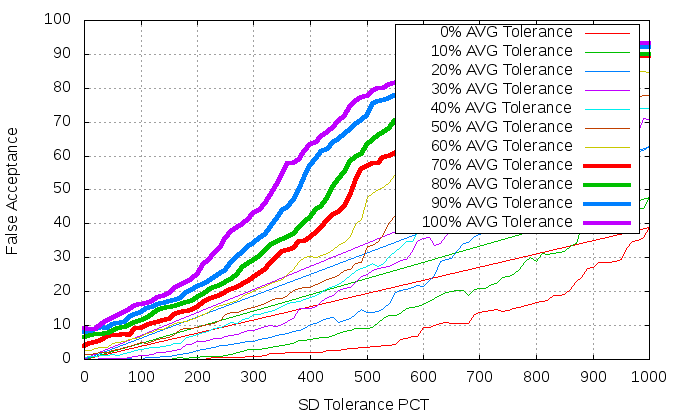 100
90
80
70
60
50
40
30
20
10
0
0 100 200 300 400 500 600 700 800 900 1000
False Acceptance
SD Tolerance PCT
0% AVG Tolerance
10% AVG Tolerance
20% AVG Tolerance
30% AVG Tolerance
40% AVG Tolerance
50% AVG Tolerance
60% AVG Tolerance
70% AVG Tolerance
80% AVG Tolerance
90% AVG Tolerance
100% AVG Tolerance